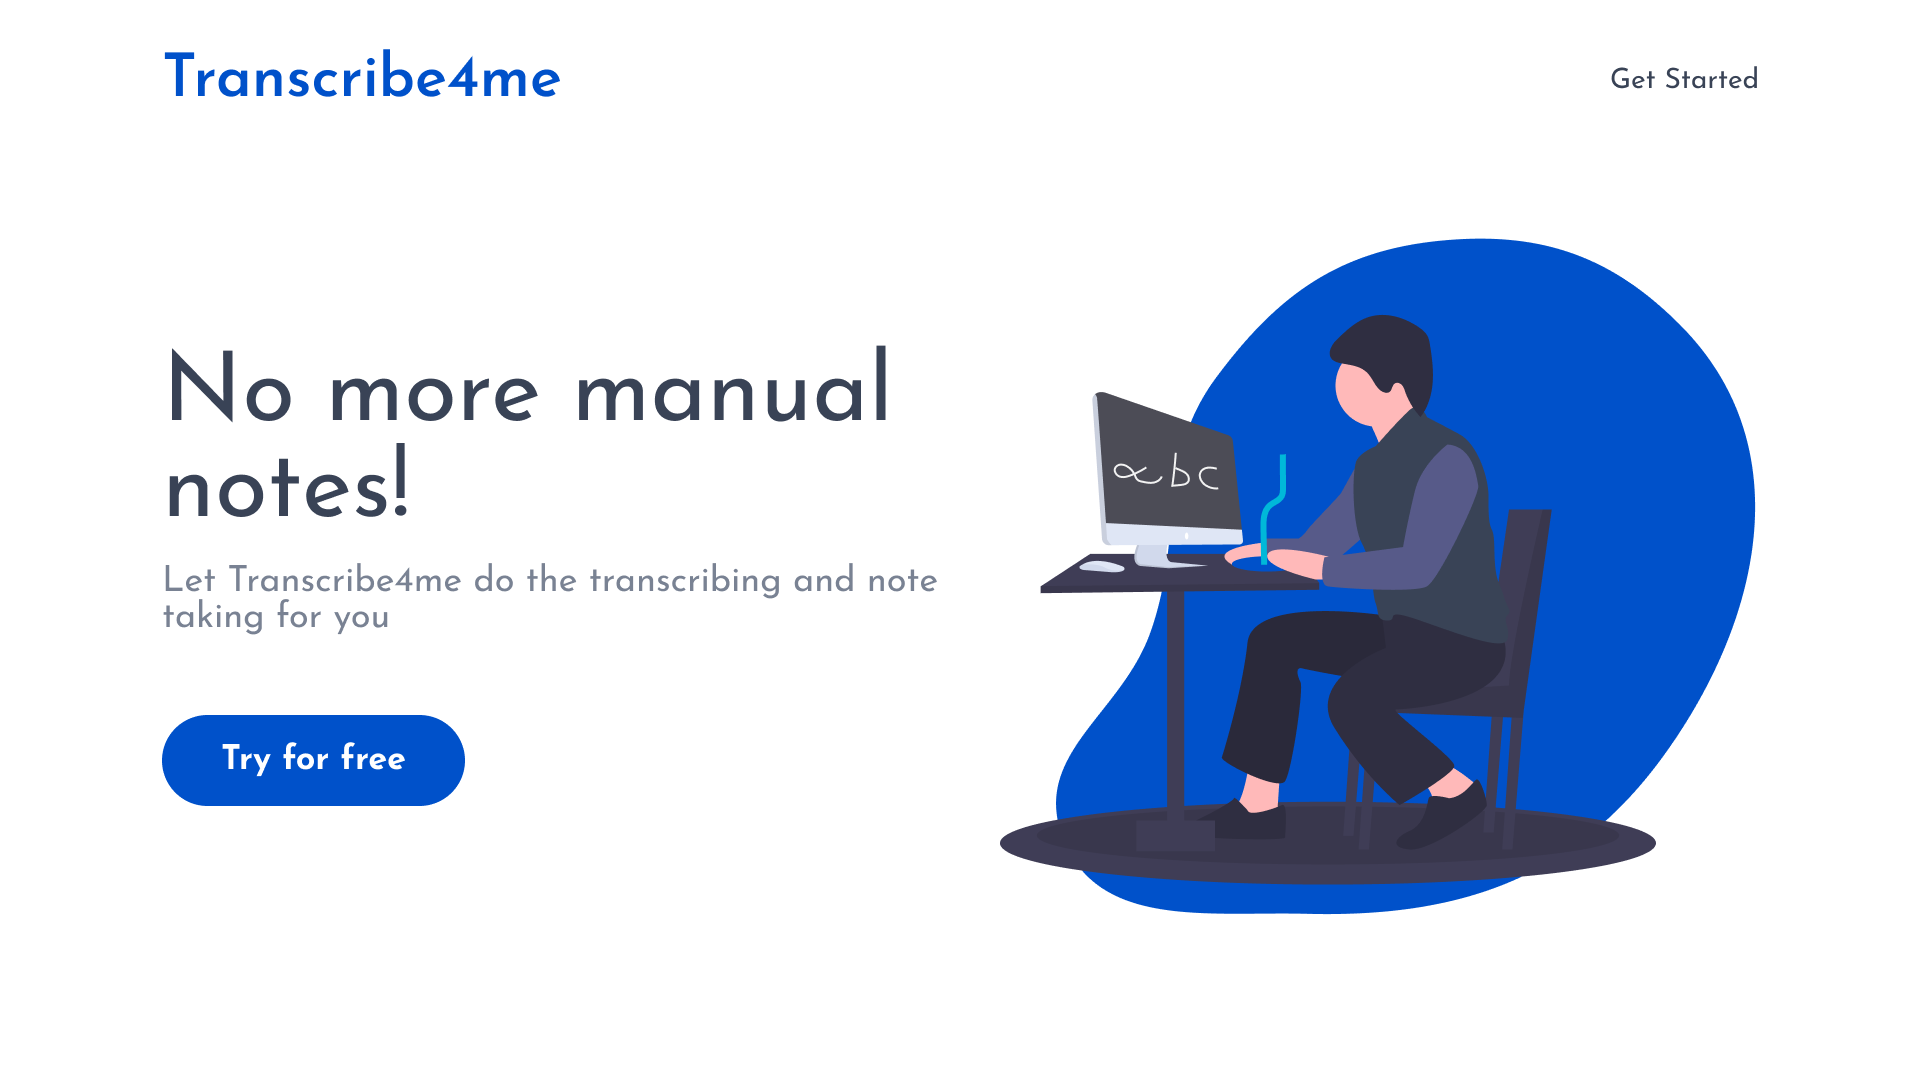 Transcribe4me
Get Started
No more manual
notes!
Let Transcribe4me do the transcribing and note
taking for you
Try for free
abc